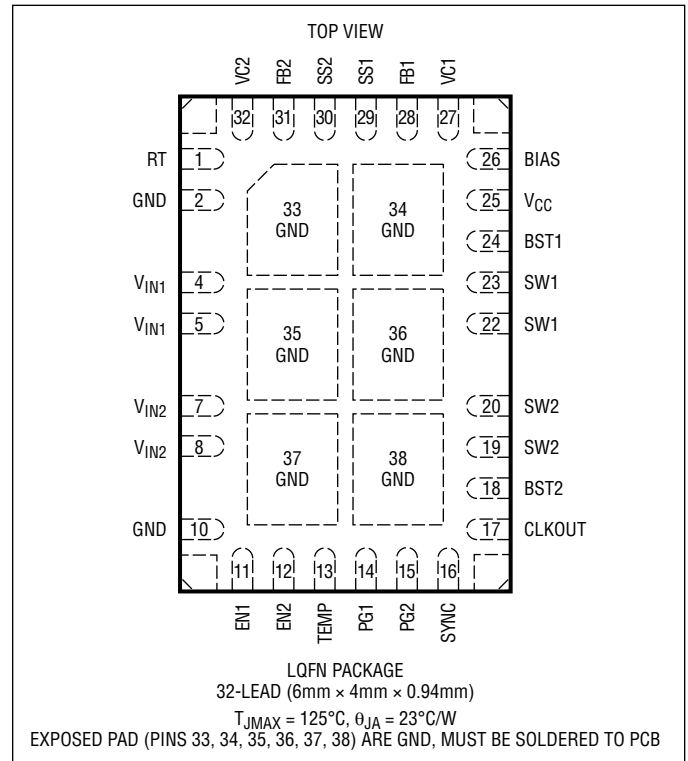 TOP VIEW
VC2 FB2 SS2 SS1 FB1 VC1
32 31 30 29 28 27
RT 1 26 BIAS
GND 2 25 VCC
33 GND
34 GND
24 BST1
VIN1 4 23 SW1
VIN1 5 22 SW1
35 GND
36 GND
VIN2 7 20 SW2
VIN2 8 19 SW2
37 GND
38 GND
18 BST2
GND 10 17 CLKOUT
11 12 13 14 15 16
EN1 EN2 TEMP PG1 PG2 SYNC
LQFN PACKAGE
32-LEAD (6mm × 4mm × 0.94mm)
TJMAX = 125°C, θJA = 23°C/W
EXPOSED PAD (PINS 33, 34, 35, 36, 37, 38) ARE GND, MUST BE SOLDERED TO PCB